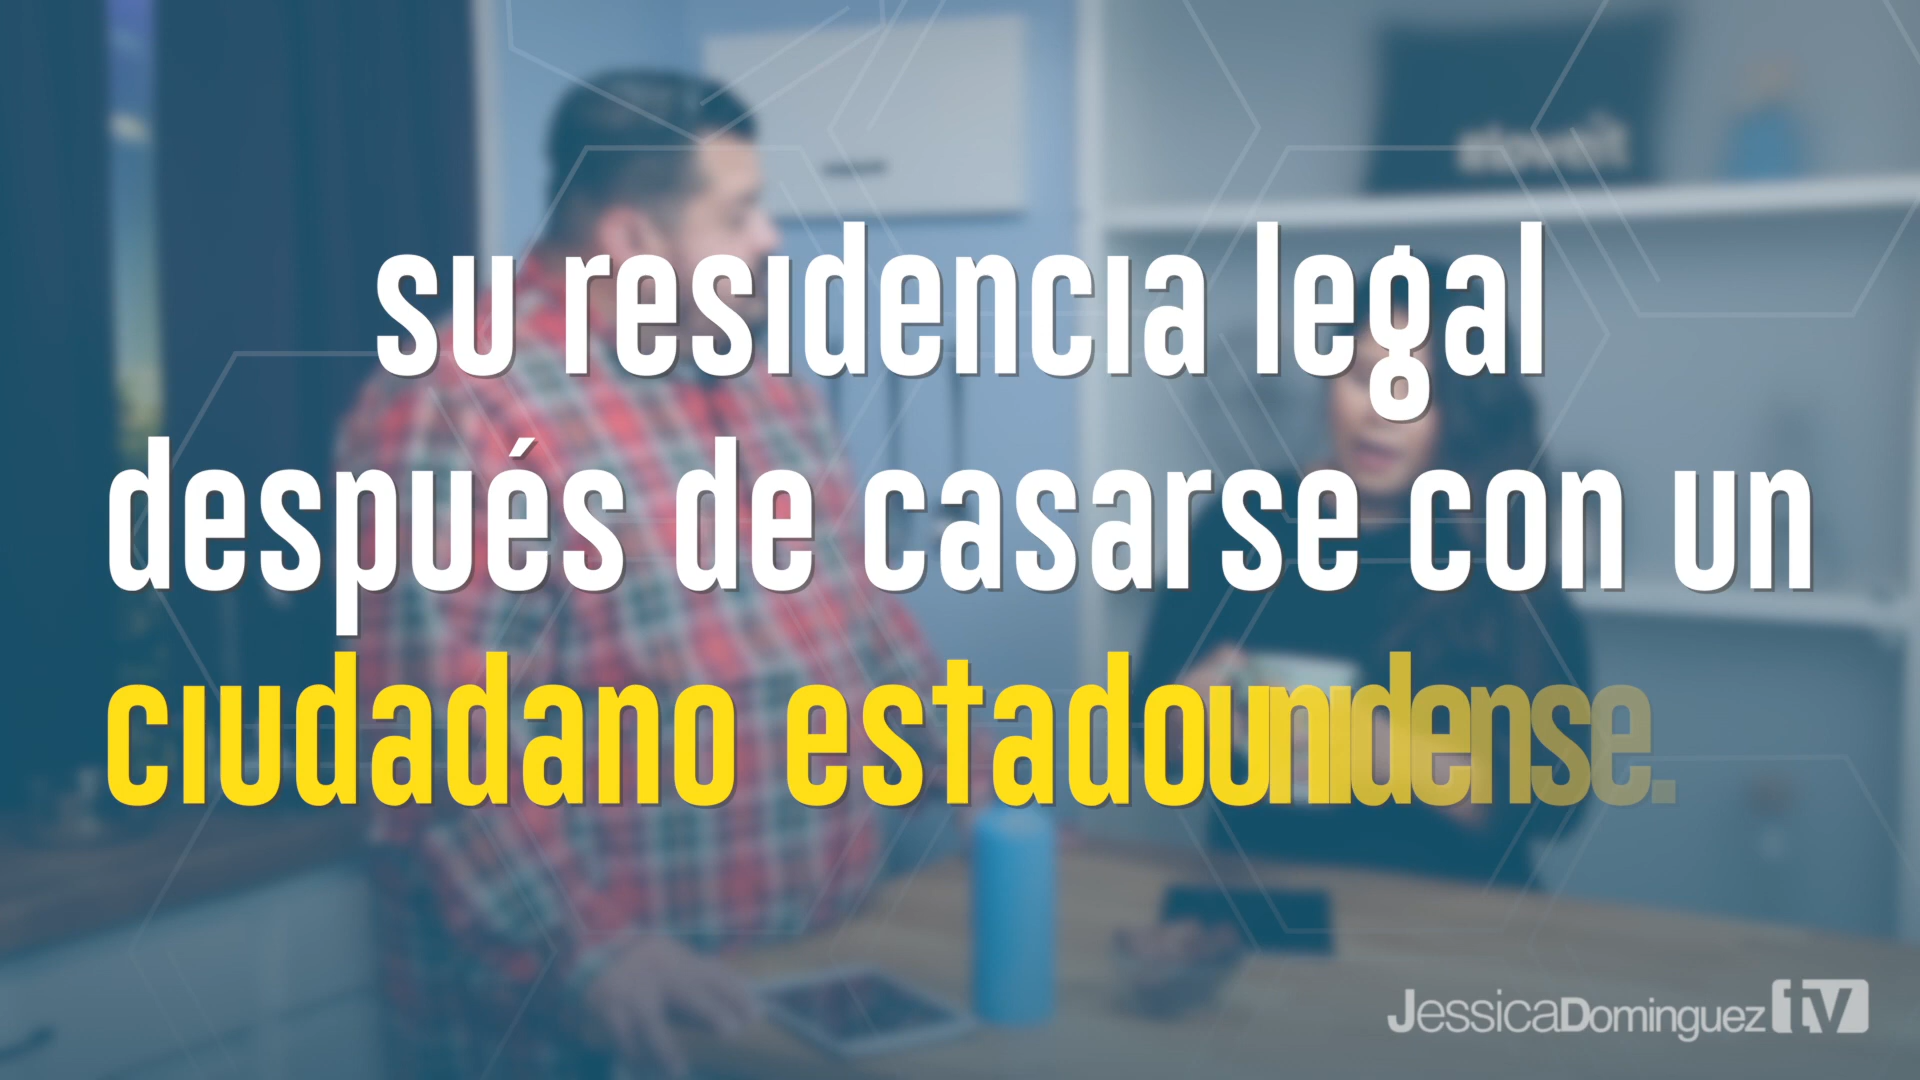 su residencia legal
después de casarse con un
ciudadano estadounidense.
JessicaDominguez tv